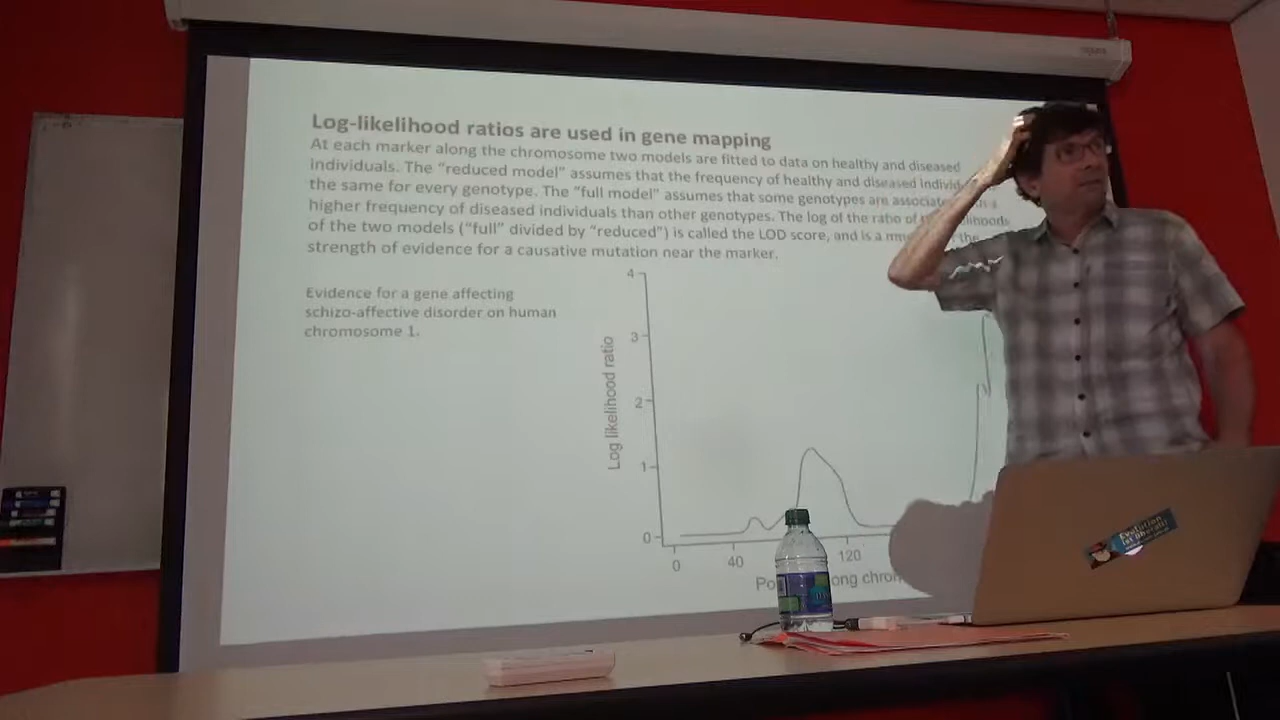 Log-likelihood ratios are used in gene mapping
At each marker along the chromosome two models are fitted to data on healthy and diseased
individuals. The “reduced model” assumes that the frequency of healthy and diseased
the same for every genotype. The “full model” assumes that some genotypes are
higher frequency of diseased individuals than other genotypes. The log of the ratio of
of the two models (“full” divided by “reduced”) is called the LOD score, and is a the
strength of evidence for a causative mutation near the marker.
Evidence for a gene affecting
schizo-affective disorder on human
chromosome 1.
Log likelihood ratio
4
3
2
1
0
0 40 120
Evolution